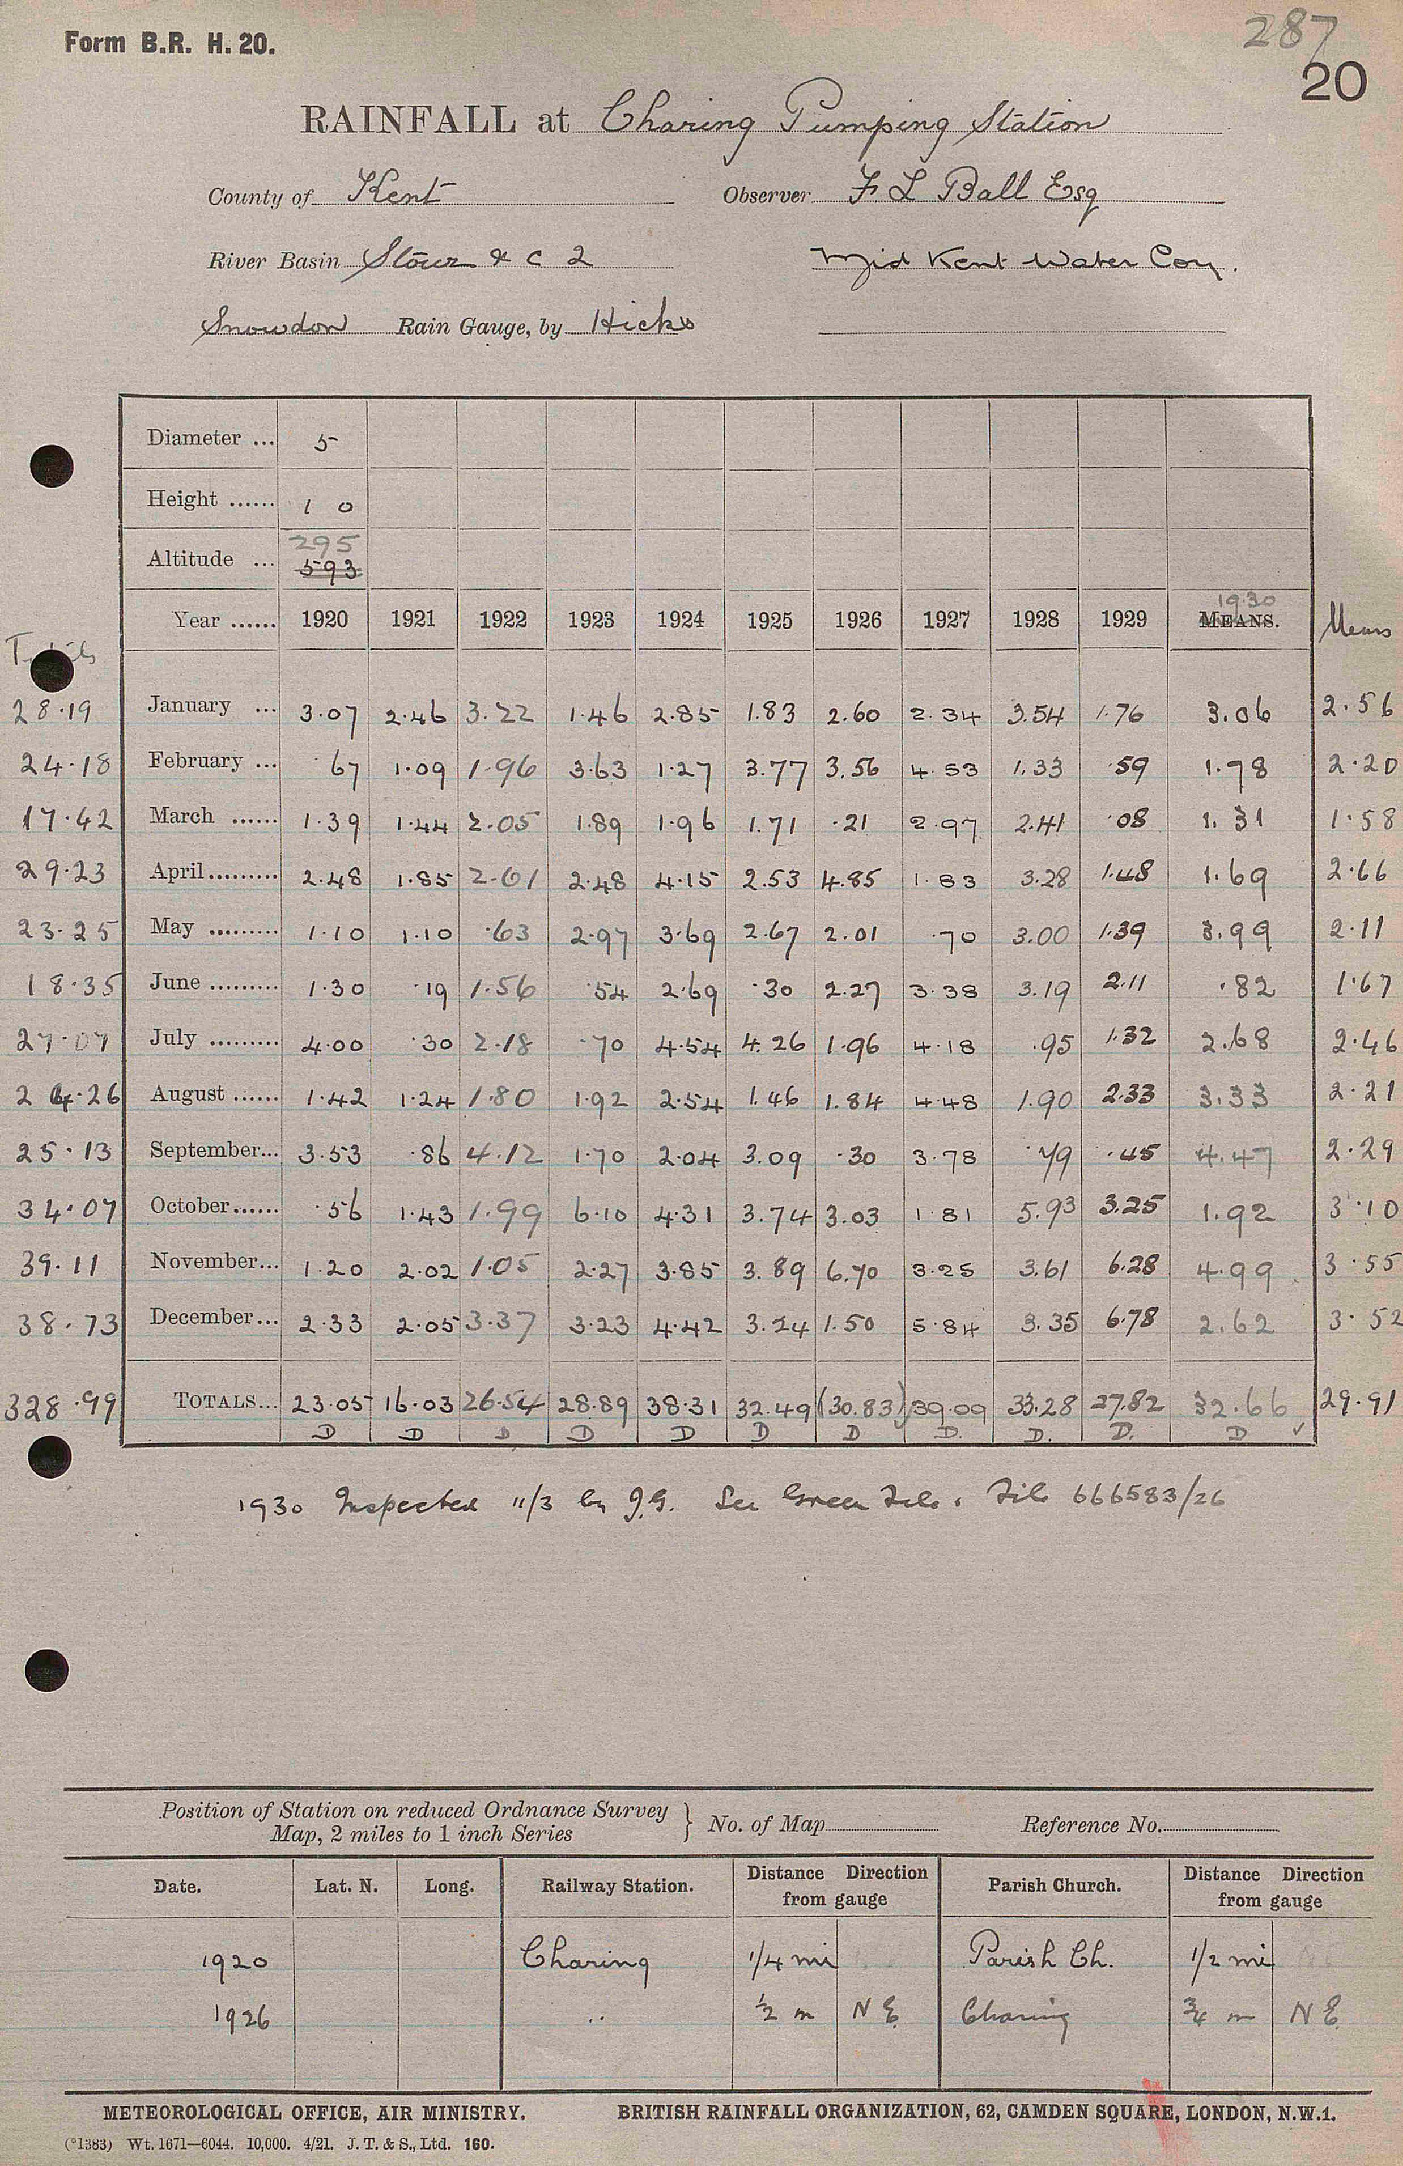 287
Form B.R. H. 20.
20
RAINFALL at Charing Pumping Station
County of Kent Observer F. L Ball Esq
River Basin Stour & C 2 Mid Kent Water Coy.
Snowdon Rain Gauge, by Hicks
Diameter ... 5
Height ...... 1 0
295
Altitude ... 593
1930
Year ...... 1920 1921 1922 1923 1924 1925 1926 1927 1928 1929 MEANS. Means
Totals
28.19 January ... 3.07 2.46 3.22 1.46 2.85 1.83 2.60 2.34 3.54 1.76 3.06 2.56
24.18 February ... .67 1.09 1.96 3.63 1.27 3.77 3.56 4.53 1.33 .59 1.78 2.20
17.42 March ...... 1.39 1.44 2.05 1.89 1.96 1.71 .21 2.97 2.41 .08 1.31 1.58
29.23 April......... 2.48 1.85 2.61 2.48 4.15 2.53 4.85 1.83 3.28 1.48 1.69 2.66
23.25 May ......... 1.10 1.10 .63 2.97 3.69 2.67 2.01 .70 3.00 1.39 3.99 2.11
18.35 June ......... 1.30 .19 1.56 .54 2.69 .30 2.27 3.38 3.19 2.11 .82 1.67
27.07 July ......... 4.00 .30 2.18 .70 4.54 4.26 1.96 4.18 .95 1.32 2.68 2.46
24.26 August ...... 1.42 1.24 1.80 1.92 2.54 1.46 1.84 4.48 1.90 2.33 3.33 2.21
25.13 September... 3.53 .86 4.12 1.70 2.04 3.09 .30 3.78 .79 .45 4.47 2.29
34.07 October...... .56 1.43 1.99 6.10 4.31 3.74 3.03 1.81 5.93 3.25 1.92 3.10
39.11 November... 1.20 2.02 1.05 2.27 3.85 3.89 6.70 3.25 3.61 6.28 4.99 3.55
38.73 December... 2.33 2.05 3.37 3.23 4.42 3.24 1.50 5.84 3.35 6.78 2.62 3.52
328.99 TOTALS... 23.05 16.03 26.54 28.89 38.31 32.49 (30.83) 39.09 33.28 27.82 32.66 29.91
D D D D D D D D. D. D. D ✓
1930 Inspected 11/3 by J.G. See Green File. File 666583/26
Position of Station on reduced Ordnance Survey } No. of Map Reference No.
Map, 2 miles to 1 inch Series
Date. Lat. N. Long. Railway Station. Distance Direction from gauge Parish Church. Distance Direction from gauge
1920 Charing 1/4 mi Parish Ch. 1/2 mi
1926 .. ½ m N E Charing ¾ m N E
METEOROLOGICAL OFFICE, AIR MINISTRY. BRITISH RAINFALL ORGANIZATION, 62, CAMDEN SQUARE, LONDON, N.W.1.
(*1383) Wt. 1671—6044. 10,000. 4/21. J. T. & S., Ltd. 160.